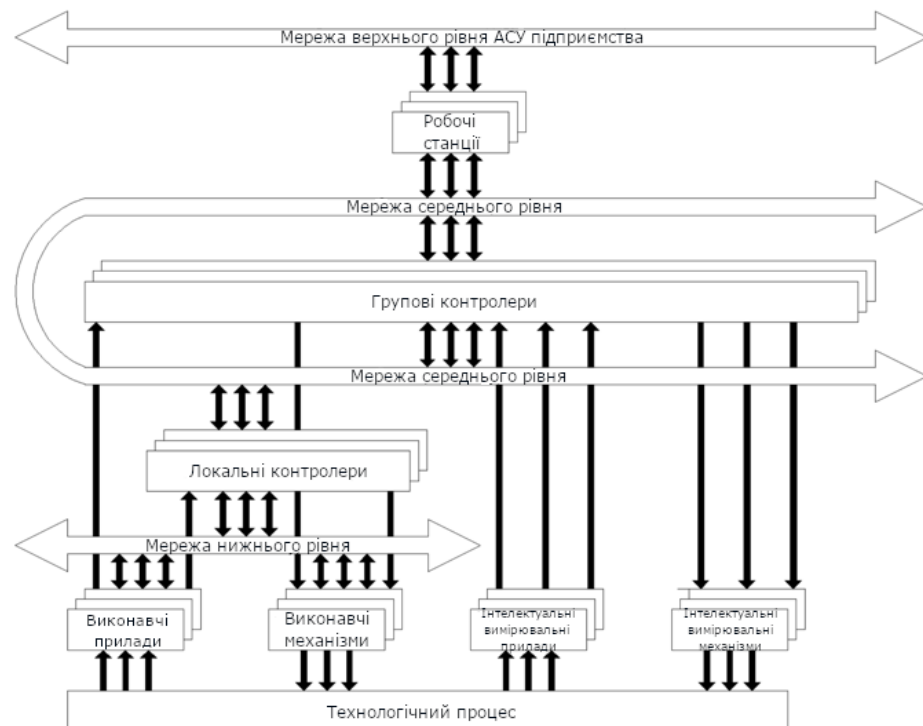 Мережа верхнього рівня АСУ підприємства
Робочі
станції
Мережа середнього рівня
Групові контролери
Мережа середнього рівня
Локальні контролери
Мережа нижнього рівня
Виконавчі
прилади
Виконавчі
механізми
Інтелектуальні
вимірювальні
прилади
Інтелектуальні
вимірювальні
механізми
Технологічний процес